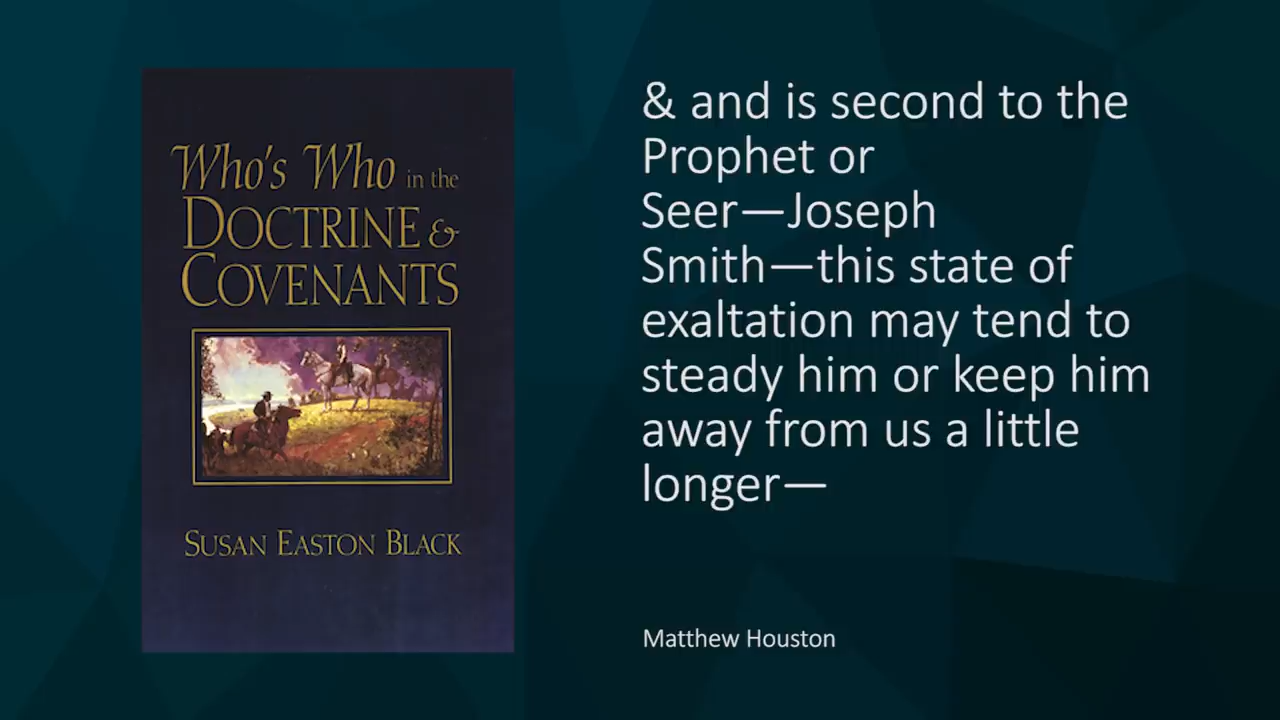 Who's Who in the
DOCTRINE &
COVENANTS
SUSAN EASTON BLACK
& and is second to the
Prophet or
Seer—Joseph
Smith—this state of
exaltation may tend to
steady him or keep him
away from us a little
longer—
Matthew Houston